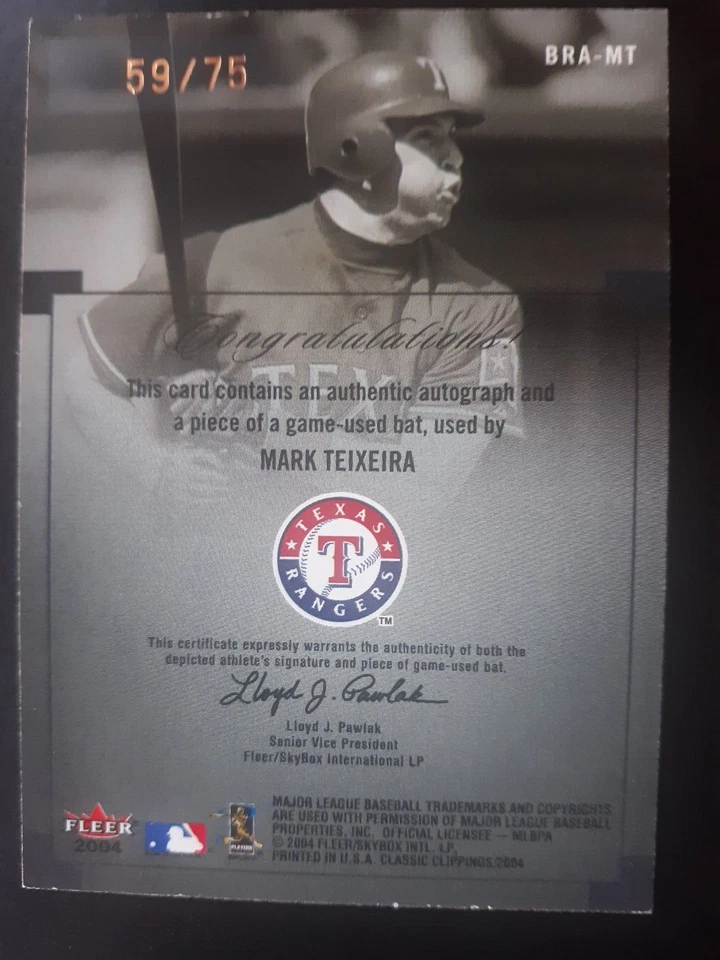 59/75
BRA-MT
T
Congratulations!
This card contains an authentic autograph and
a piece of a game-used bat, used by
TEX
MARK TEIXEIRA
TEXAS
T
RANGERS
TM
This certificate expressly warrants the authenticity of both the
depicted athlete's signature and piece of game-used bat.
Lloyd J. Pawlak
Lloyd J. Pawlak
Senior Vice President
Fleer/SkyBox International LP
FLEER
2004
PLAYERS
MAJOR LEAGUE BASEBALL TRADEMARKS AND COPYRIGHTS
ARE USED WITH PERMISSION OF MAJOR LEAGUE BASEBALL
PROPERTIES, INC. OFFICIAL LICENSEE — MLBPA
© 2004 FLEER/SKYBOX INTL. LP,
PRINTED IN U.S.A. CLASSIC CLIPPINGS 2004